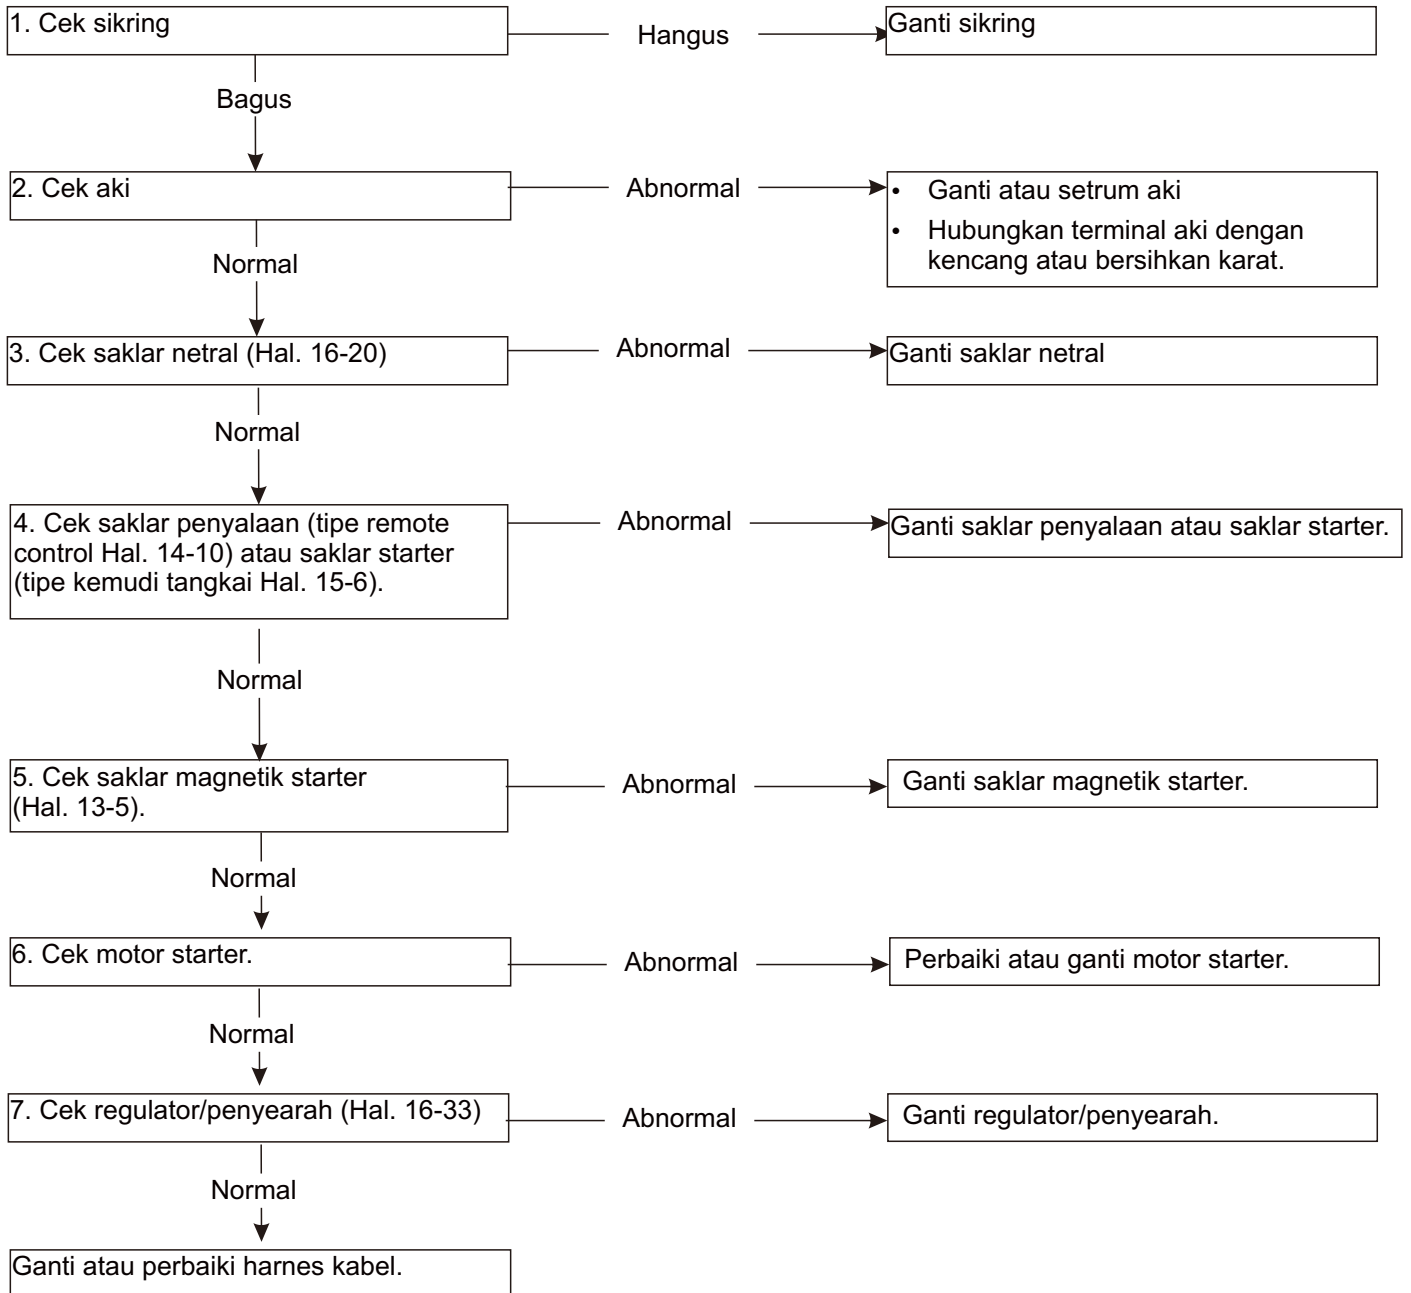 1. Cek sikring
Hangus
Ganti sikring
Bagus
2. Cek aki
Abnormal
• Ganti atau setrum aki
• Hubungkan terminal aki dengan
kencang atau bersihkan karat.
Normal
3. Cek saklar netral (Hal. 16-20)
Abnormal
Ganti saklar netral
Normal
4. Cek saklar penyalaan (tipe remote
control Hal. 14-10) atau saklar starter
(tipe kemudi tangkai Hal. 15-6).
Abnormal
Ganti saklar penyalaan atau saklar starter.
Normal
5. Cek saklar magnetik starter
(Hal. 13-5).
Abnormal
Ganti saklar magnetik starter.
Normal
6. Cek motor starter.
Abnormal
Perbaiki atau ganti motor starter.
Normal
7. Cek regulator/penyearah (Hal. 16-33)
Abnormal
Ganti regulator/penyearah.
Normal
Ganti atau perbaiki harnes kabel.